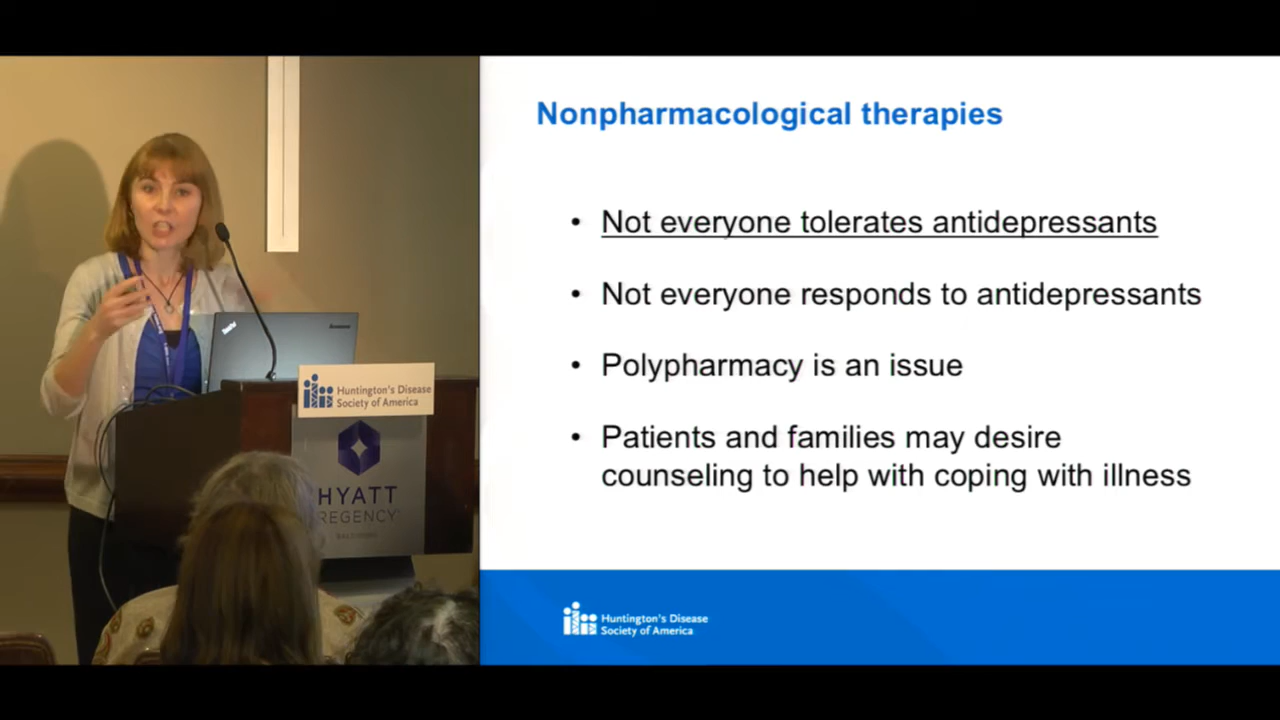 Nonpharmacological therapies
• Not everyone tolerates antidepressants
• Not everyone responds to antidepressants
• Polypharmacy is an issue
• Patients and families may desire
counseling to help with coping with illness
Huntington's Disease
Society of America
ThinkPad
Lenovo
Huntington's Disease
Society of America
HYATT
REGENCY
BALTIMORE